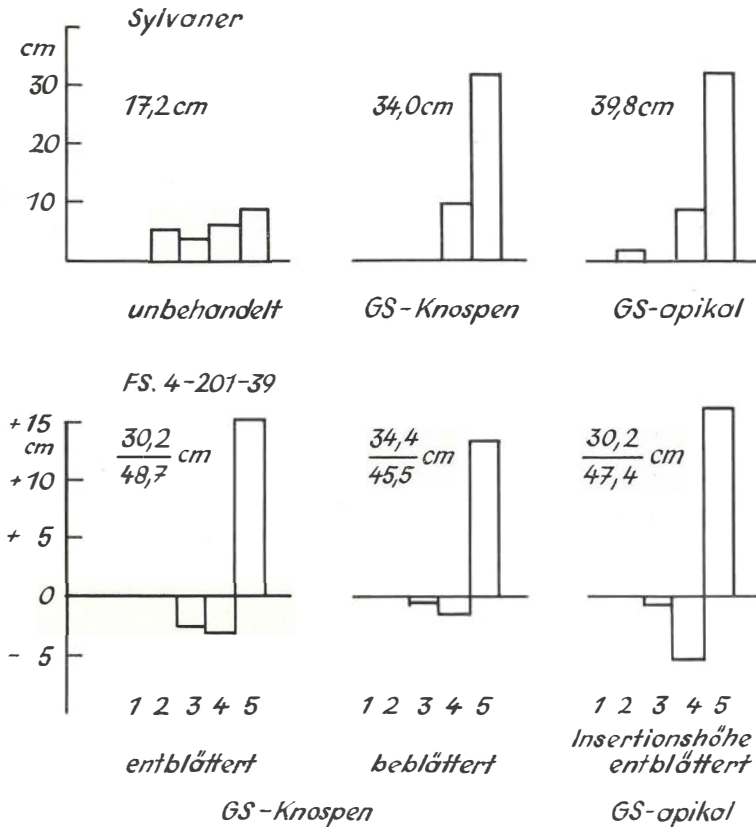 Sylvaner
cm
30
20
10
17,2 cm
34,0 cm
39,8 cm
unbehandelt
GS-Knospen
GS-apikal
FS. 4-201-39
+15
cm
+10
+ 5
0
- 5
30,2
48,7 cm
34,4
45,5 cm
30,2
47,4 cm
1 2 3 4 5
1 2 3 4 5
1 2 3 4 5
Insertionshöhe
entblättert
beblättert
entblättert
GS-Knospen
GS-apikal